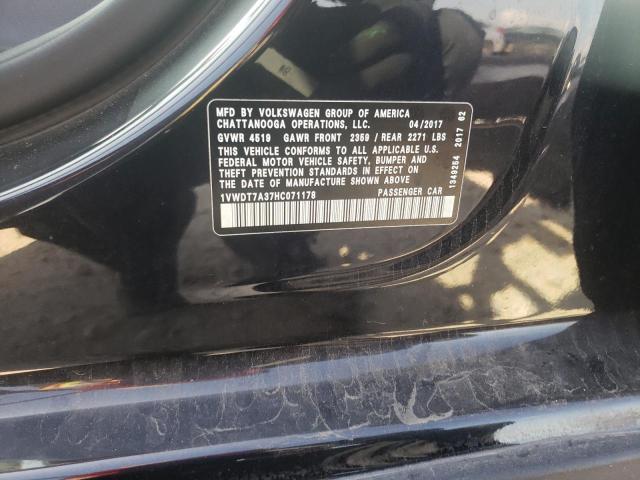 MFD BY VOLKSWAGEN GROUP OF AMERICA
CHATTANOOGA OPERATIONS, LLC. 04/2017
GVWR 4519 GAWR FRONT 2359 / REAR 2271 LBS
THIS VEHICLE CONFORMS TO ALL APPLICABLE U.S.
FEDERAL MOTOR VEHICLE SAFETY, BUMPER AND
THEFT PREVENTION STANDARDS IN EFFECT ON
THE DATE OF MANUFACTURE SHOWN ABOVE.
1VWDT7A37HC071178 PASSENGER CAR
1349254 2017 02